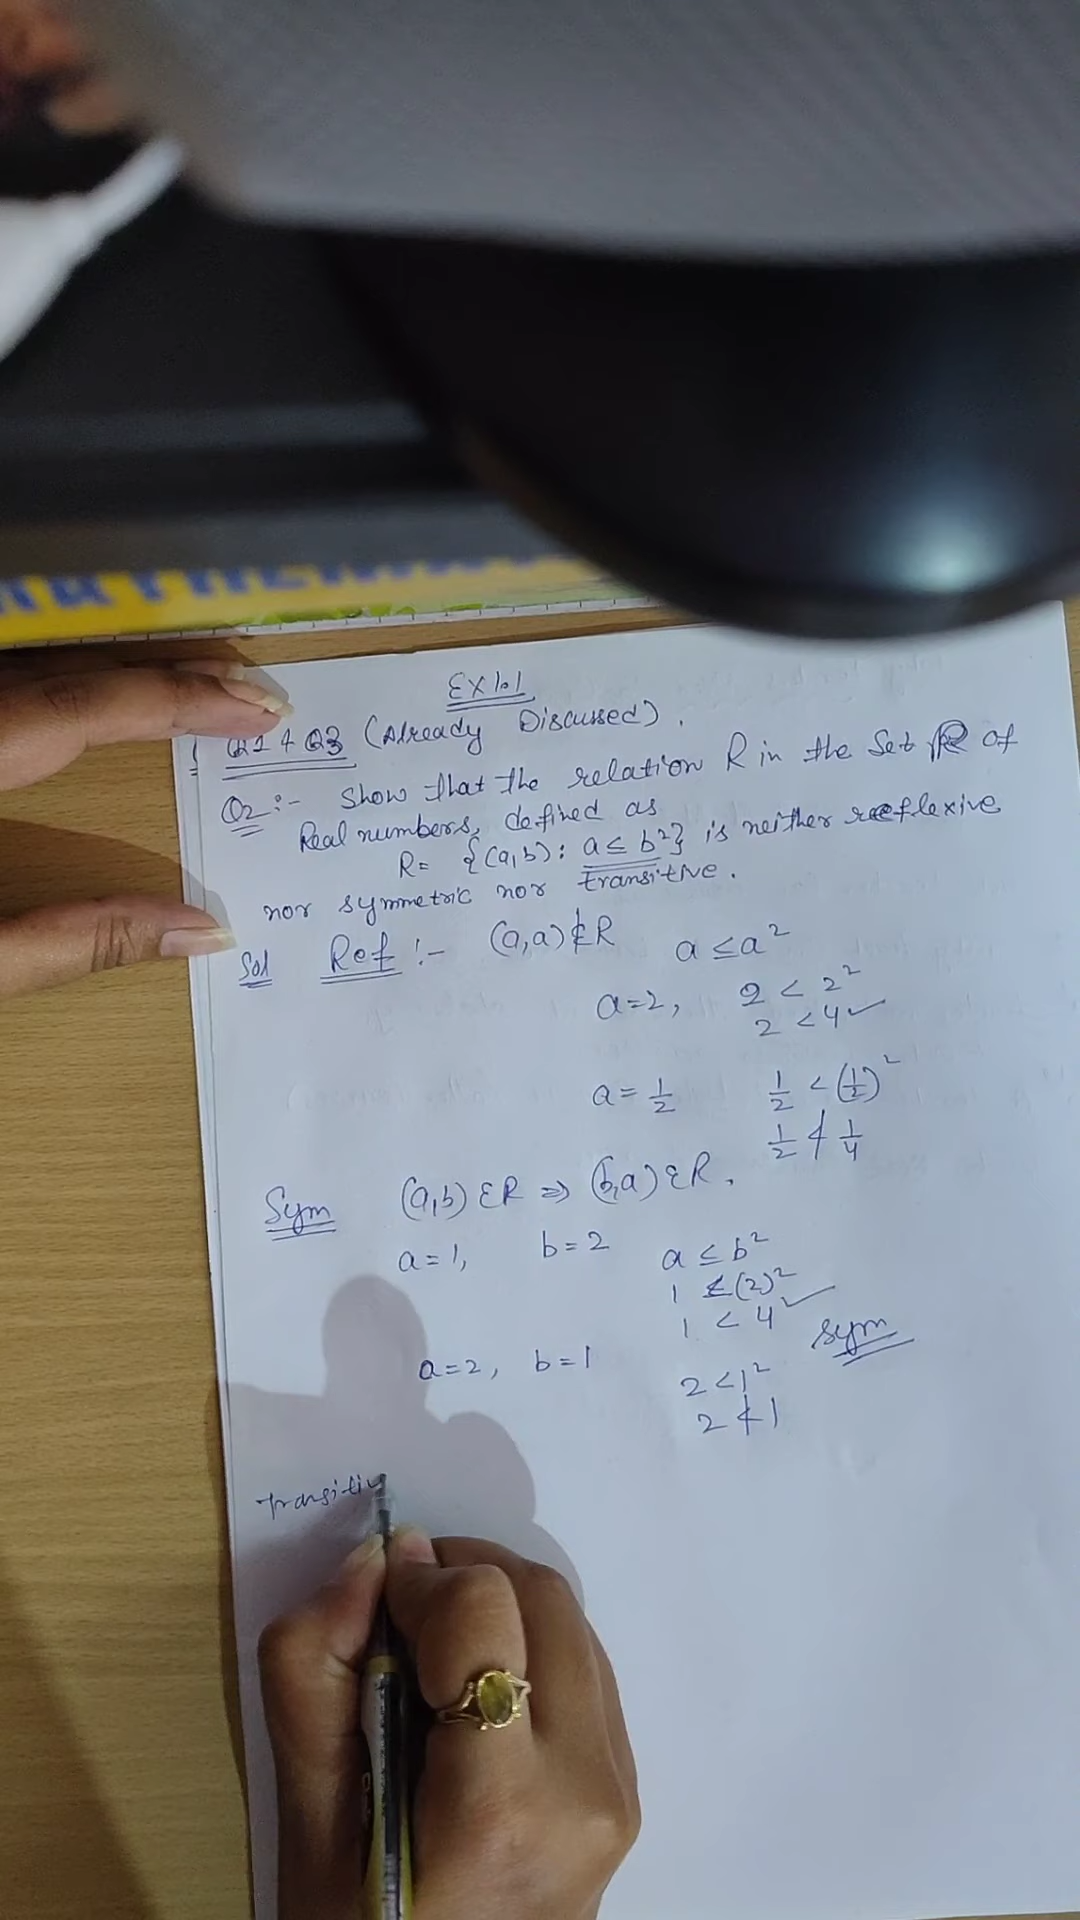 Ex 1.1
Q1 & Q3 (Already Discussed).
Q2:- Show that the relation R in the Set R of
Real numbers, defined as
R= {(a,b): a≤ b²} is neither reflexive
nor symmetric nor transitive.
Sol Ref:- (a,a)∉R a ≤a²
a=2, 2 < 2²
2 <4✓
a= 1/2 1/2 <(1/2)²
1/2 ≮ 1/4
Sym (a,b) ER ⇒ (b,a) ER.
a=1, b=2 a ≤ b²
1 ≤(2)²
1 < 4 ✓ Sym
a=2, b=1 2 <1²
2 ≮ 1
Transitiv